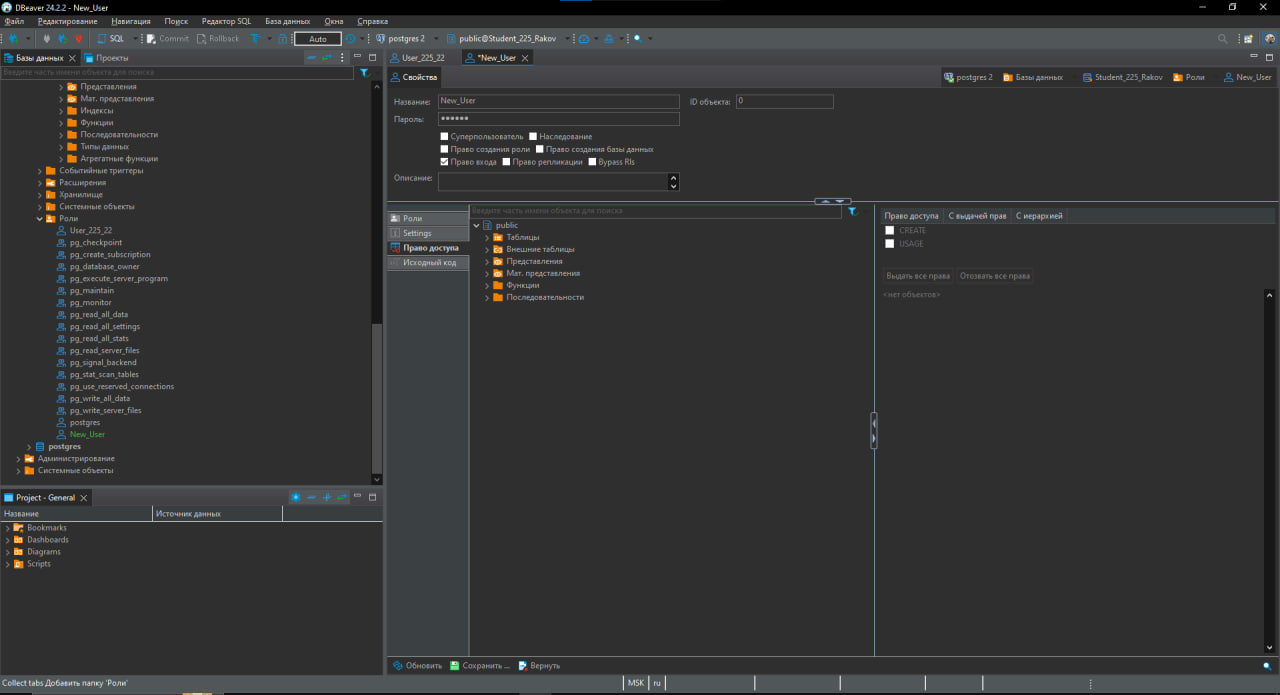 DBeaver 24.2.2 - New_User
Файл Редактирование Навигация Поиск Редактор SQL База данных Окна Справка
SQL Commit Rollback Auto postgres 2 public@Student_225_Rakov
Базы данных Проекты
Введите часть имени объекта для поиска
Представления
Мат. представления
Индексы
Функции
Последовательности
Типы данных
Агрегатные функции
Событийные триггеры
Расширения
Хранилище
Системные объекты
Роли
User_225_22
pg_checkpoint
pg_create_subscription
pg_database_owner
pg_execute_server_program
pg_maintain
pg_monitor
pg_read_all_data
pg_read_all_settings
pg_read_all_stats
pg_read_server_files
pg_signal_backend
pg_stat_scan_tables
pg_use_reserved_connections
pg_write_all_data
pg_write_server_files
postgres
New_User
postgres
Администрирование
Системные объекты
Project - General
Название Источник данных
Bookmarks
Dashboards
Diagrams
Scripts
User_225_22 *New_User
Свойства postgres 2 Базы данных Student_225_Rakov Роли New_User
Название: New_User ID объекта: 0
Пароль: ••••••
Суперпользователь Наследование
Право создания роли Право создания базы данных
Право входа Право репликации Bypass Rls
Описание:
Роли
Settings
Право доступа
Исходный код
Введите часть имени объекта для поиска
public
Таблицы
Внешние таблицы
Представления
Мат. представления
Функции
Последовательности
Право доступа С выдачей прав С иерархией
CREATE
USAGE
Выдать все права Отозвать все права
<нет объектов>
Обновить Сохранить ... Вернуть
Collect tabs Добавить папку 'Роли' MSK ru